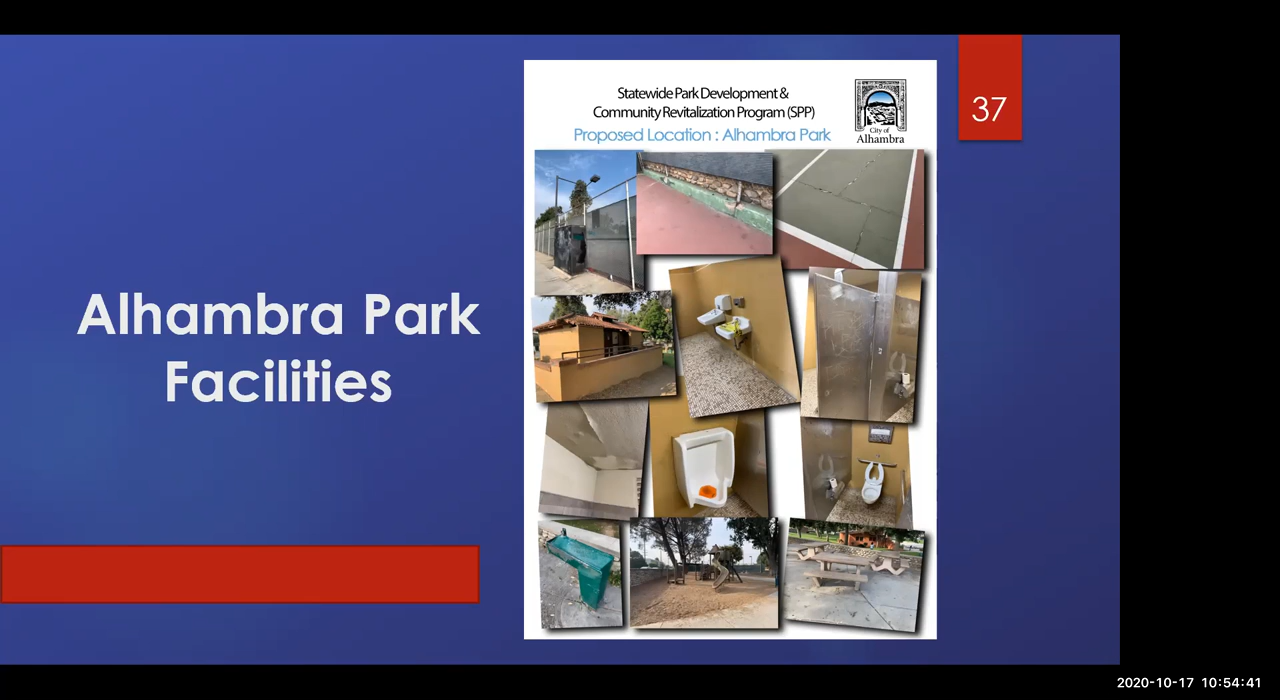 Statewide Park Development &
Community Revitalization Program (SPP)
Proposed Location : Alhambra Park
City of
Alhambra
37
Alhambra Park
Facilities
2020-10-17 10:54:41